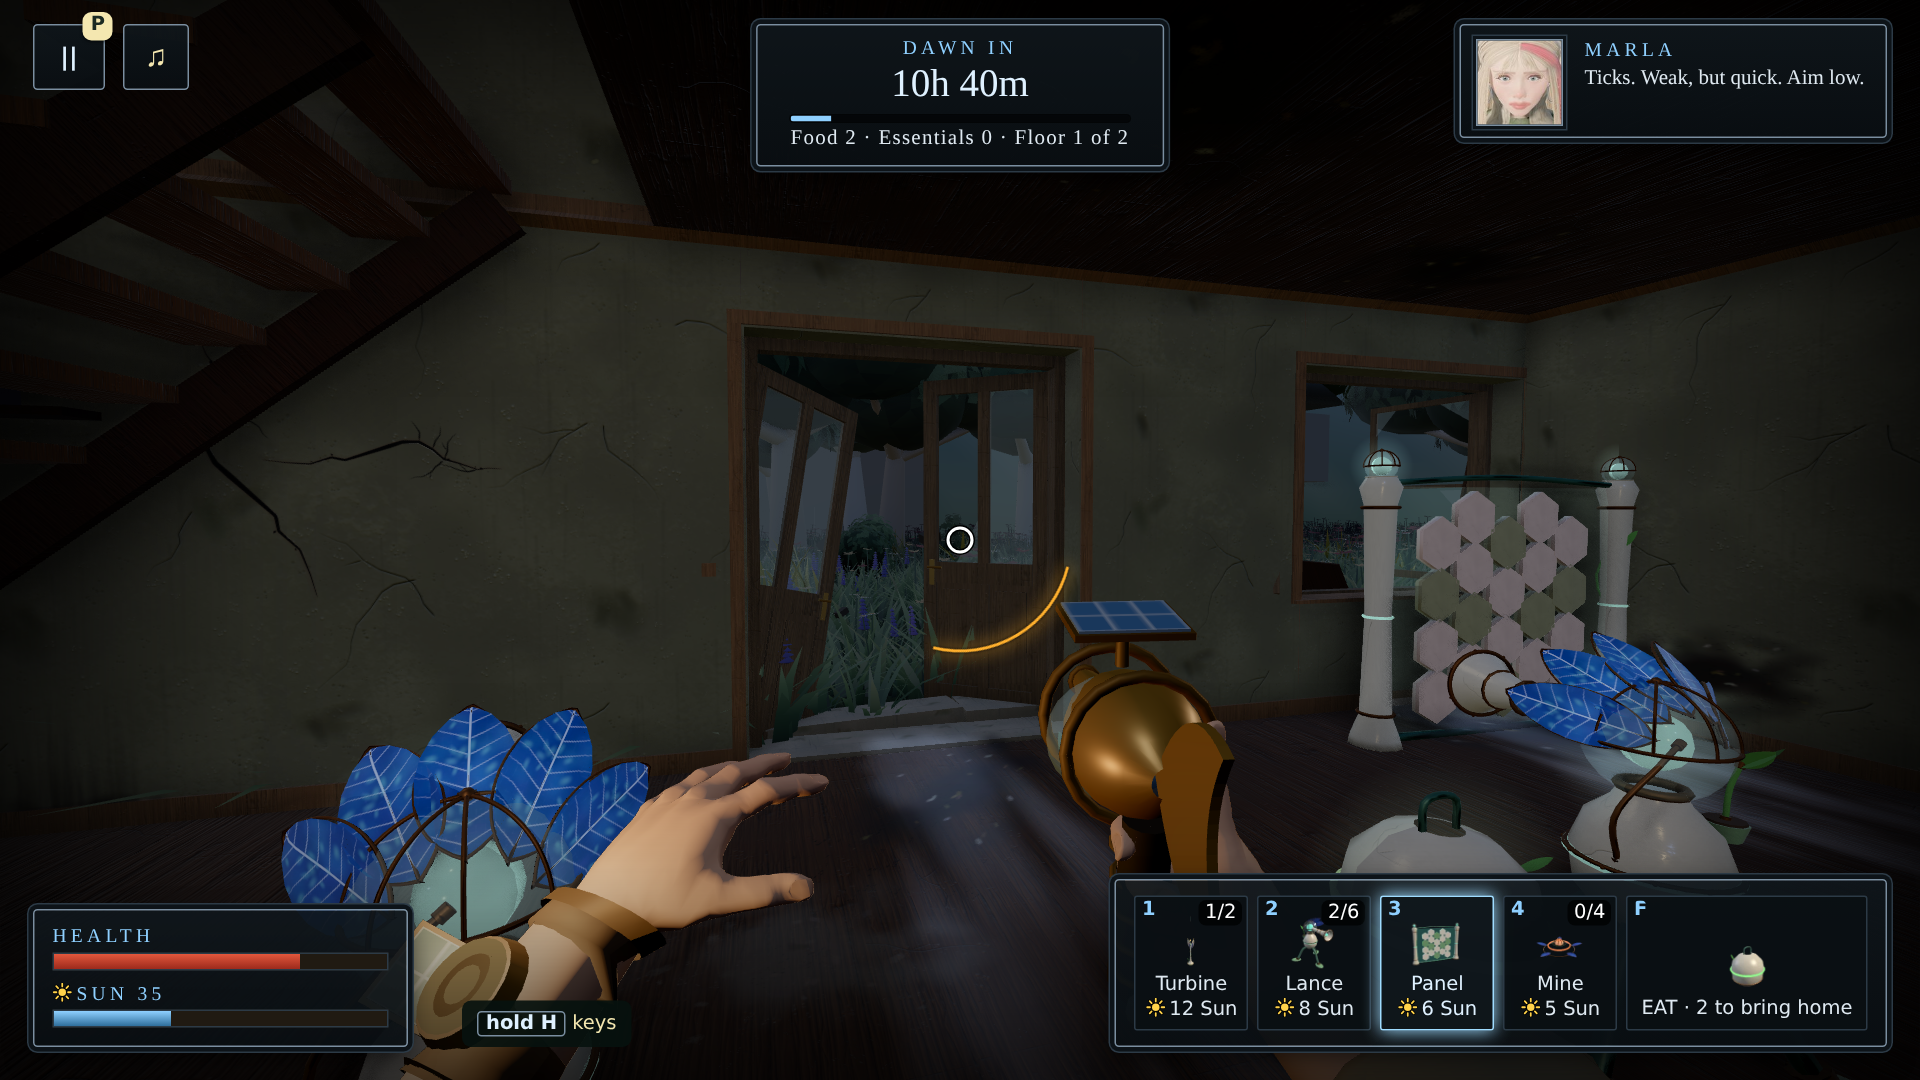 P
DAWN IN
10h 40m
Food 2 · Essentials 0 · Floor 1 of 2
MARLA
Ticks. Weak, but quick. Aim low.
HEALTH
SUN 35
hold H keys
1 1/2
Turbine
12 Sun
2 2/6
Lance
8 Sun
3
Panel
6 Sun
4 0/4
Mine
5 Sun
F
EAT · 2 to bring home